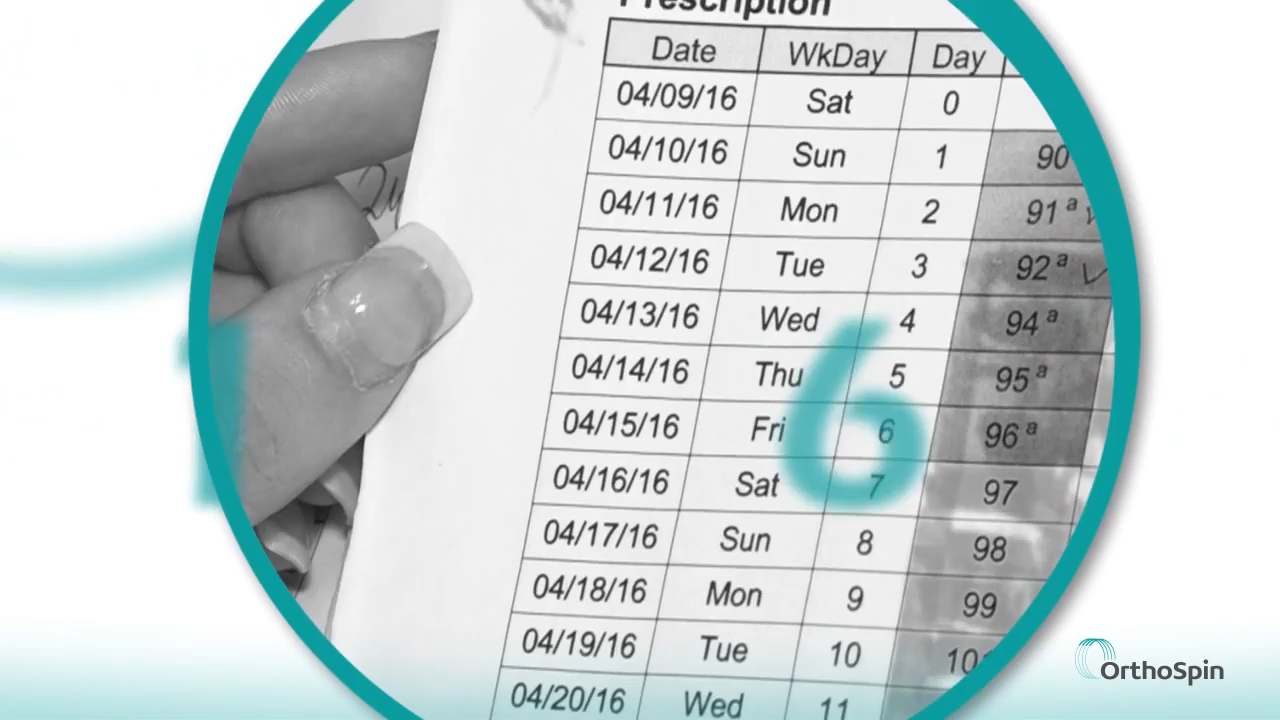 Prescription
Date WkDay Day
04/09/16 Sat 0
04/10/16 Sun 1 90
04/11/16 Mon 2 91 a
04/12/16 Tue 3 92 a
04/13/16 Wed 4 94 a
04/14/16 Thu 5 95 a
04/15/16 Fri 6 96 a
04/16/16 Sat 7 97
04/17/16 Sun 8 98
04/18/16 Mon 9 99
04/19/16 Tue 10
04/20/16 Wed 11
6
OrthoSpin